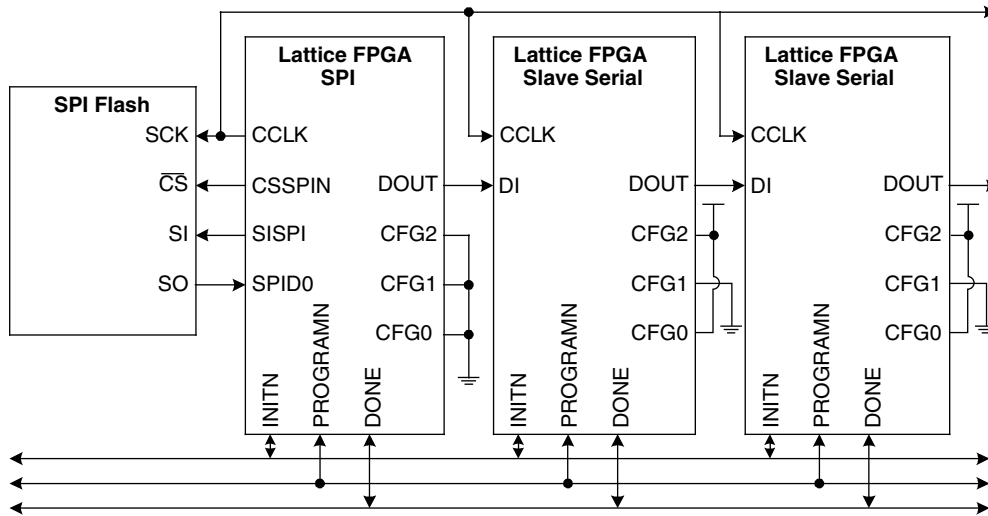 SPI Flash
SCK
CS
SI
SO
Lattice FPGA
SPI
CCLK
CSSPIN
SISPI
SPID0
DOUT
CFG2
CFG1
CFG0
INITN
PROGRAMN
DONE
Lattice FPGA
Slave Serial
CCLK
DI
DOUT
CFG2
CFG1
CFG0
INITN
PROGRAMN
DONE
Lattice FPGA
Slave Serial
CCLK
DI
DOUT
CFG2
CFG1
CFG0
INITN
PROGRAMN
DONE